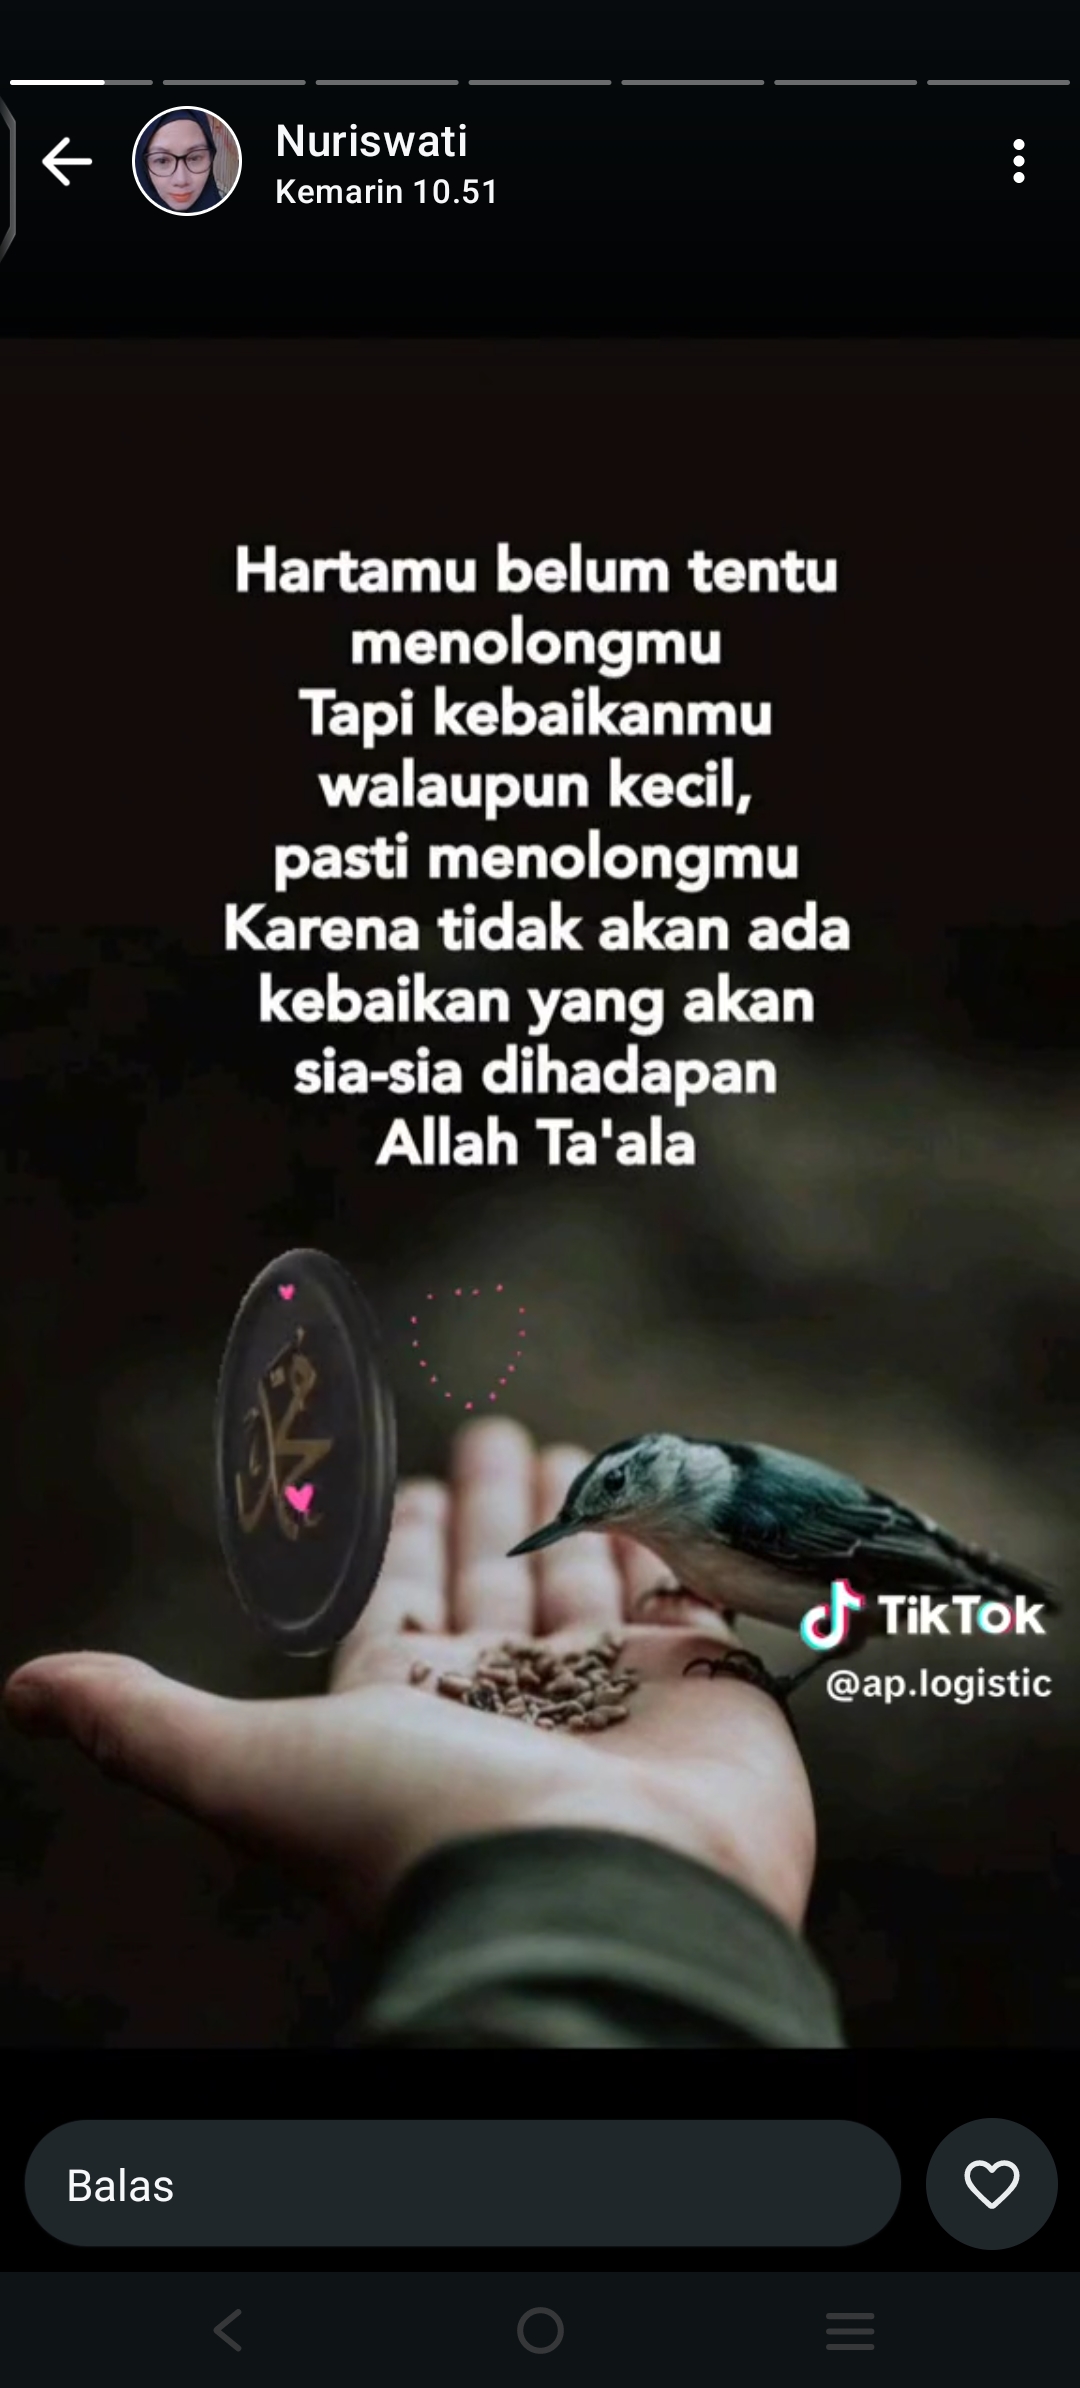 Nuriswati
Kemarin 10.51
Hartamu belum tentu
menolongmu
Tapi kebaikanmu
walaupun kecil,
pasti menolongmu
Karena tidak akan ada
kebaikan yang akan
sia-sia dihadapan
Allah Ta'ala
محمد
TikTok
@ap.logistic
Balas